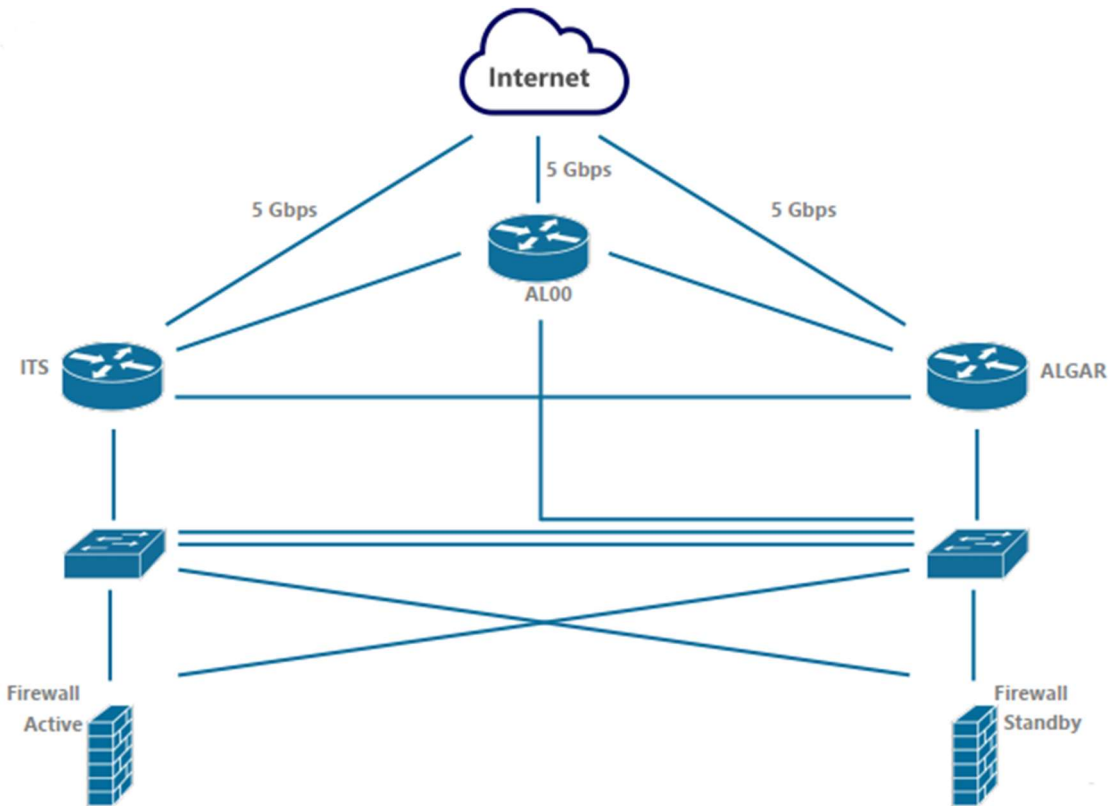 Internet
5 Gbps
5 Gbps
5 Gbps
AL00
ITS
ALGAR
Firewall
Active
Firewall
Standby